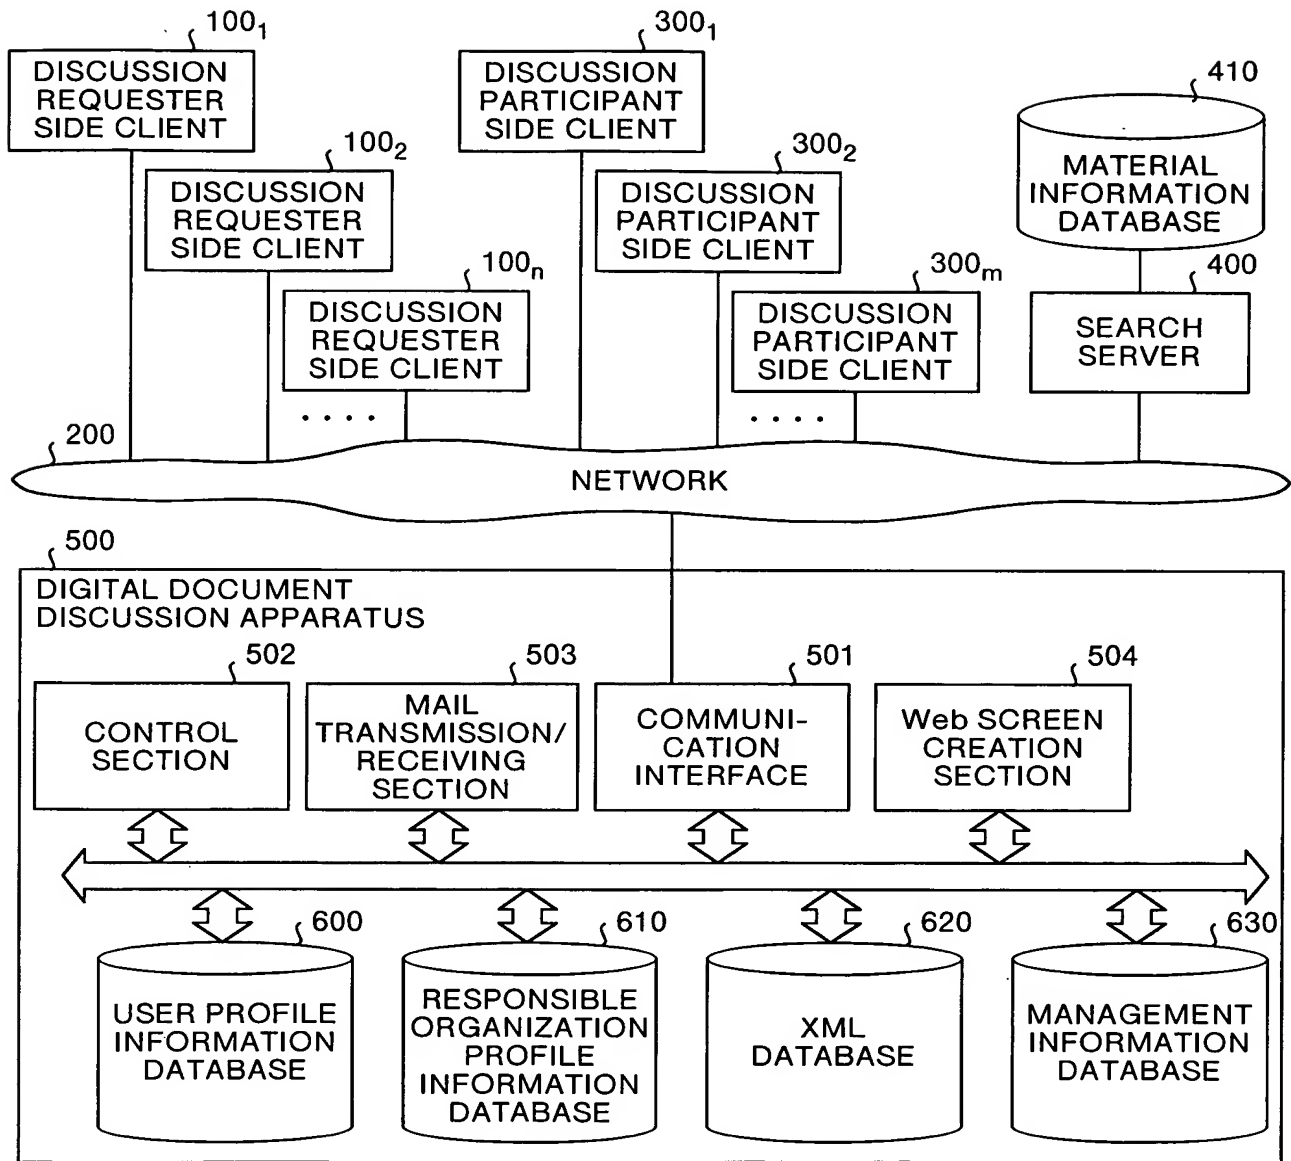 100₁
DISCUSSION
REQUESTER
SIDE CLIENT
100₂
DISCUSSION
REQUESTER
SIDE CLIENT
100ₙ
DISCUSSION
REQUESTER
SIDE CLIENT
. . . .
300₁
DISCUSSION
PARTICIPANT
SIDE CLIENT
300₂
DISCUSSION
PARTICIPANT
SIDE CLIENT
300ₘ
DISCUSSION
PARTICIPANT
SIDE CLIENT
. . . .
410
MATERIAL
INFORMATION
DATABASE
400
SEARCH
SERVER
200
NETWORK
500
DIGITAL DOCUMENT
DISCUSSION APPARATUS
502
CONTROL
SECTION
503
MAIL
TRANSMISSION/
RECEIVING
SECTION
501
COMMUNI-
CATION
INTERFACE
504
Web SCREEN
CREATION
SECTION
600
USER PROFILE
INFORMATION
DATABASE
610
RESPONSIBLE
ORGANIZATION
PROFILE
INFORMATION
DATABASE
620
XML
DATABASE
630
MANAGEMENT
INFORMATION
DATABASE